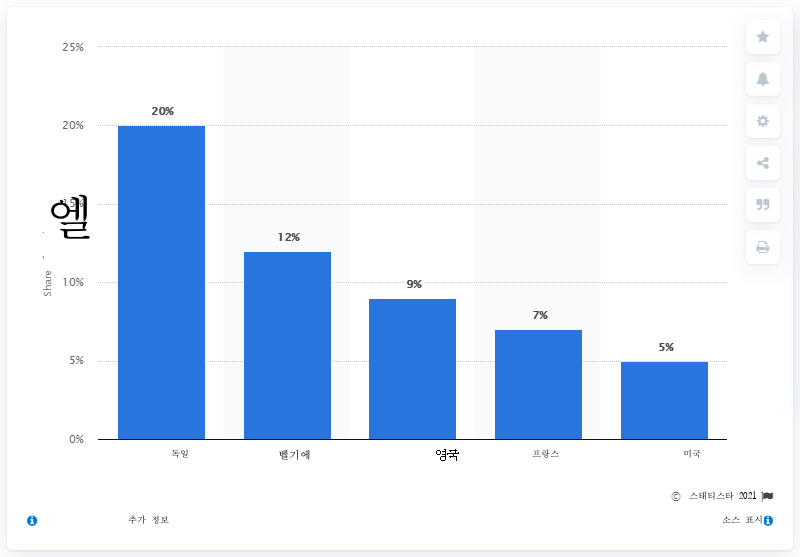 25%
20%
20%
엘
12%
Share
10%
9%
7%
5%
5%
0%
독일
벨기에
영국
프랑스
미국
© 스태티스타 2021
추가 정보
소스 표시